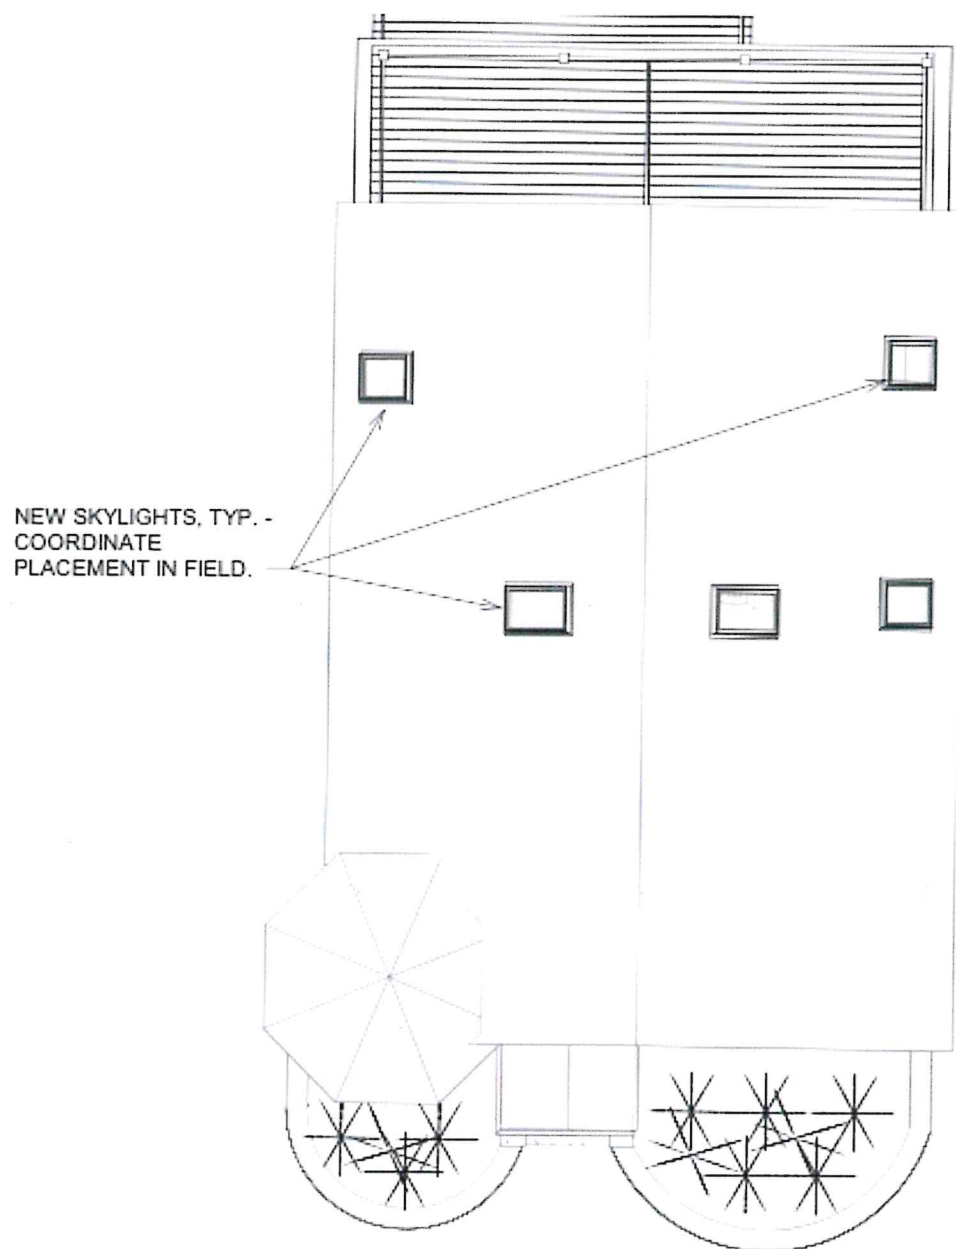 NEW SKYLIGHTS, TYP. -
COORDINATE
PLACEMENT IN FIELD.